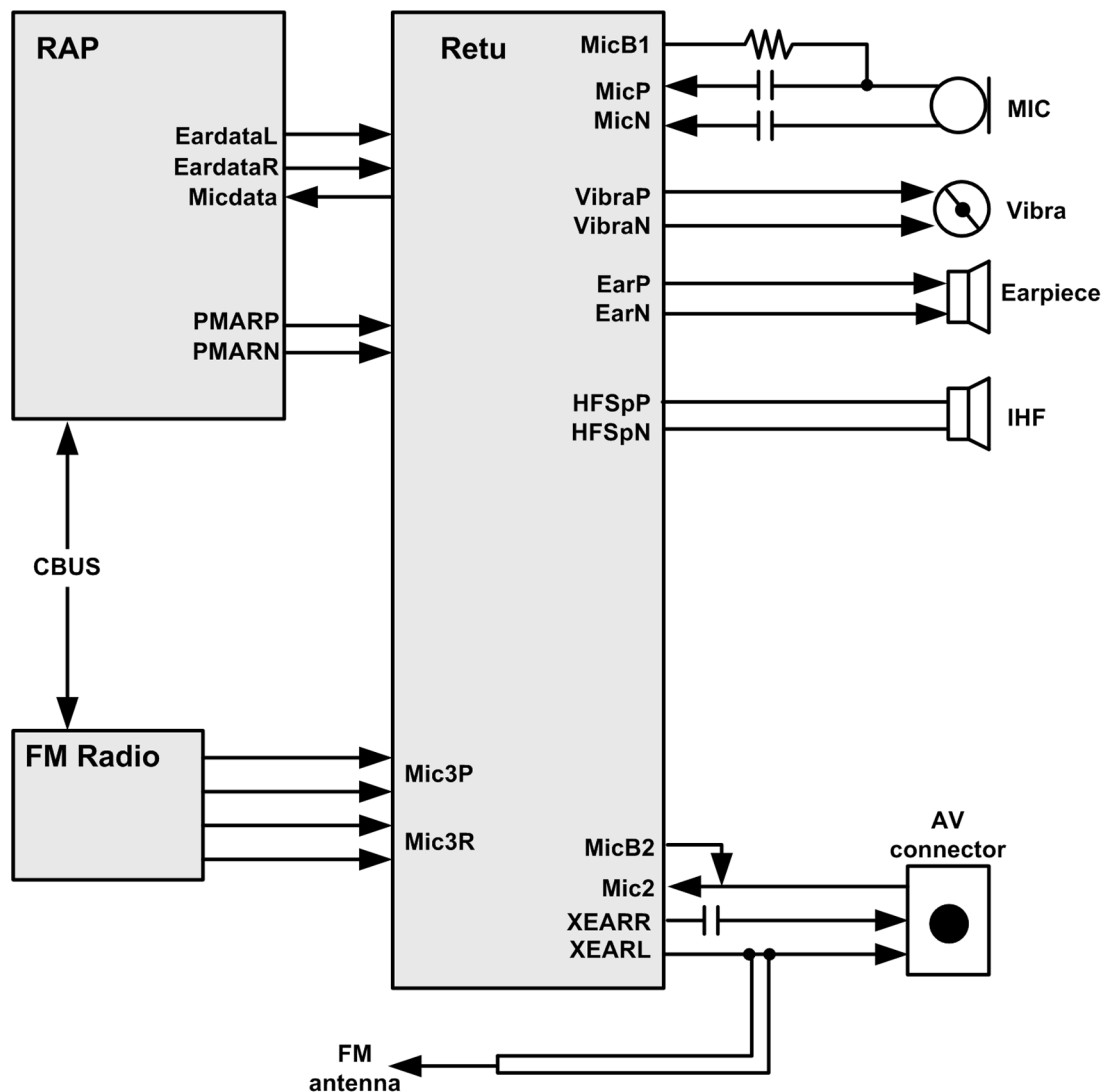 RAP
EardataL
EardataR
Micdata
PMARP
PMARN
CBUS
FM Radio
Retu
MicB1
MicP
MicN
VibraP
VibraN
EarP
EarN
HFSpP
HFSpN
Mic3P
Mic3R
MicB2
Mic2
XEARR
XEARL
MIC
Vibra
Earpiece
IHF
AV
connector
FM
antenna